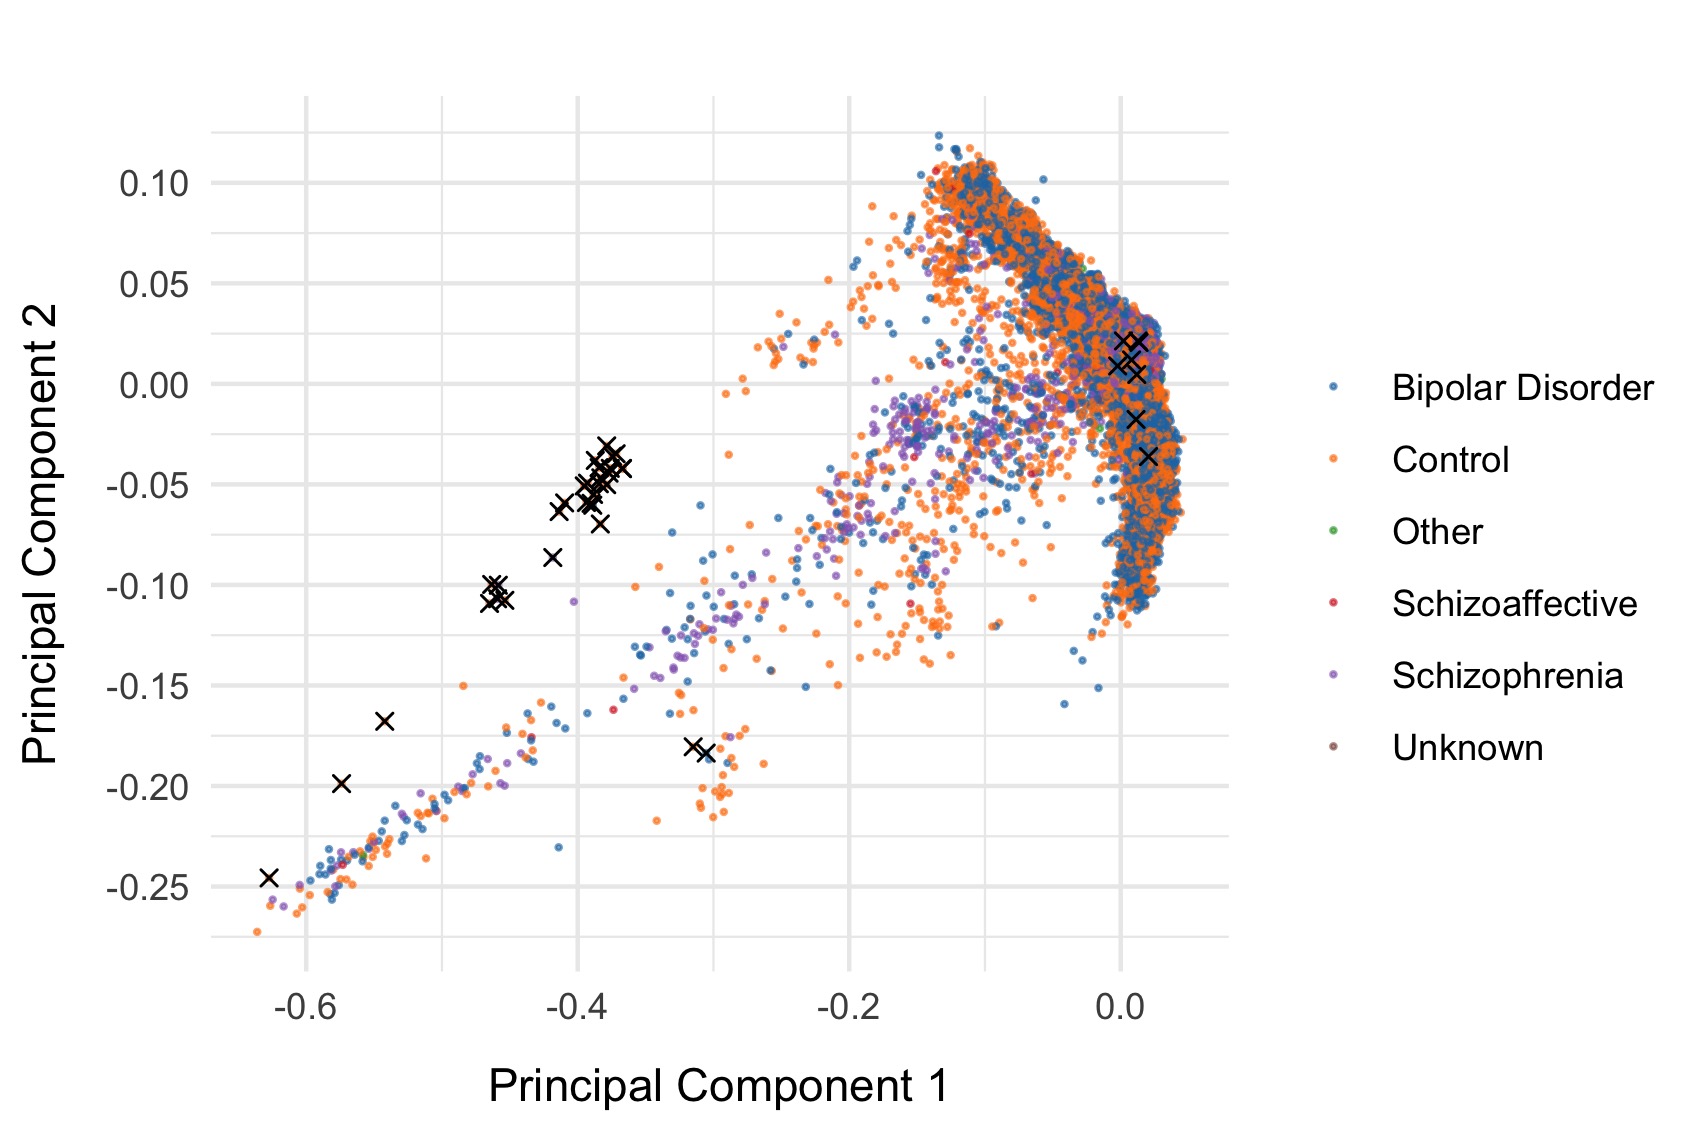 Principal Component 2
0.10
0.05
0.00
-0.05
-0.10
-0.15
-0.20
-0.25
-0.6 -0.4 -0.2 0.0
Principal Component 1
Bipolar Disorder
Control
Other
Schizoaffective
Schizophrenia
Unknown